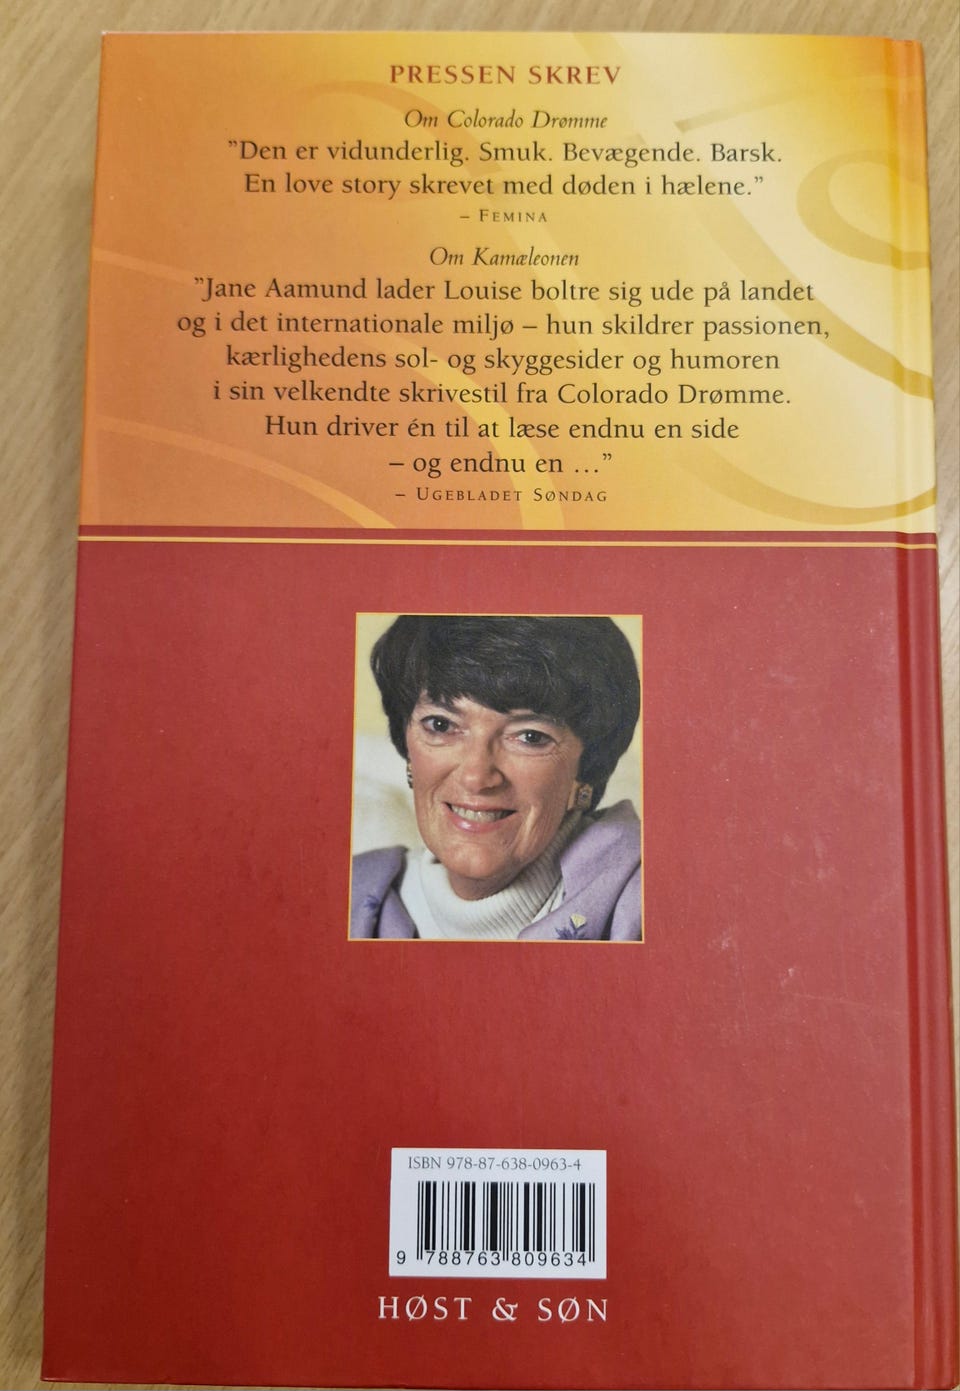 PRESSEN SKREV
Om Colorado Drømme
”Den er vidunderlig. Smuk. Bevægende. Barsk.
En love story skrevet med døden i hælene.”
– FEMINA
Om Kamæleonen
”Jane Aamund lader Louise boltre sig ude på landet
og i det internationale miljø – hun skildrer passionen,
kærlighedens sol- og skyggesider og humoren
i sin velkendte skrivestil fra Colorado Drømme.
Hun driver én til at læse endnu en side
– og endnu en ...”
– UGEBLADET SØNDAG
ISBN 978-87-638-0963-4
9 788763 809634
HØST & SØN